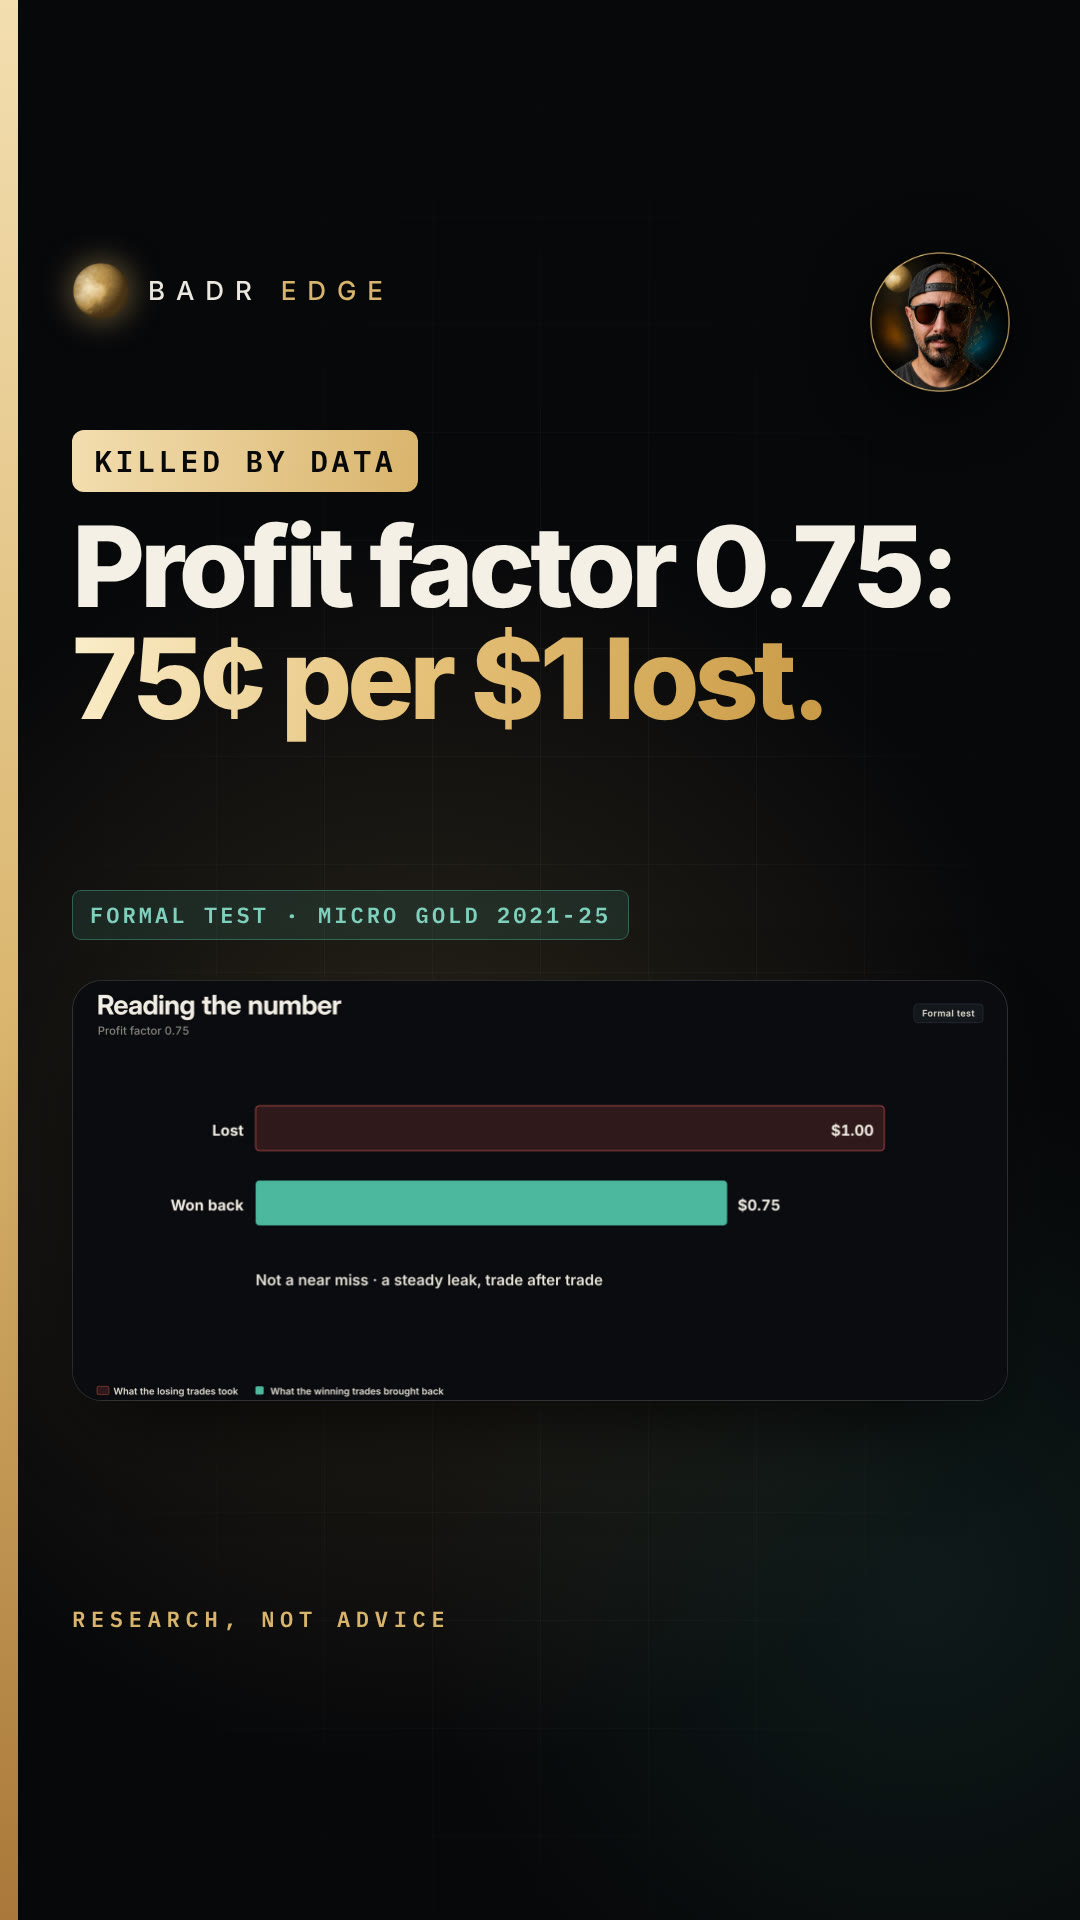 BADR EDGE
KILLED BY DATA
Profit factor 0.75:
75¢ per $1 lost.
FORMAL TEST · MICRO GOLD 2021-25
Reading the number
Profit factor 0.75
Formal test
Lost
$1.00
Won back
$0.75
Not a near miss · a steady leak, trade after trade
What the losing trades took
What the winning trades brought back
RESEARCH, NOT ADVICE